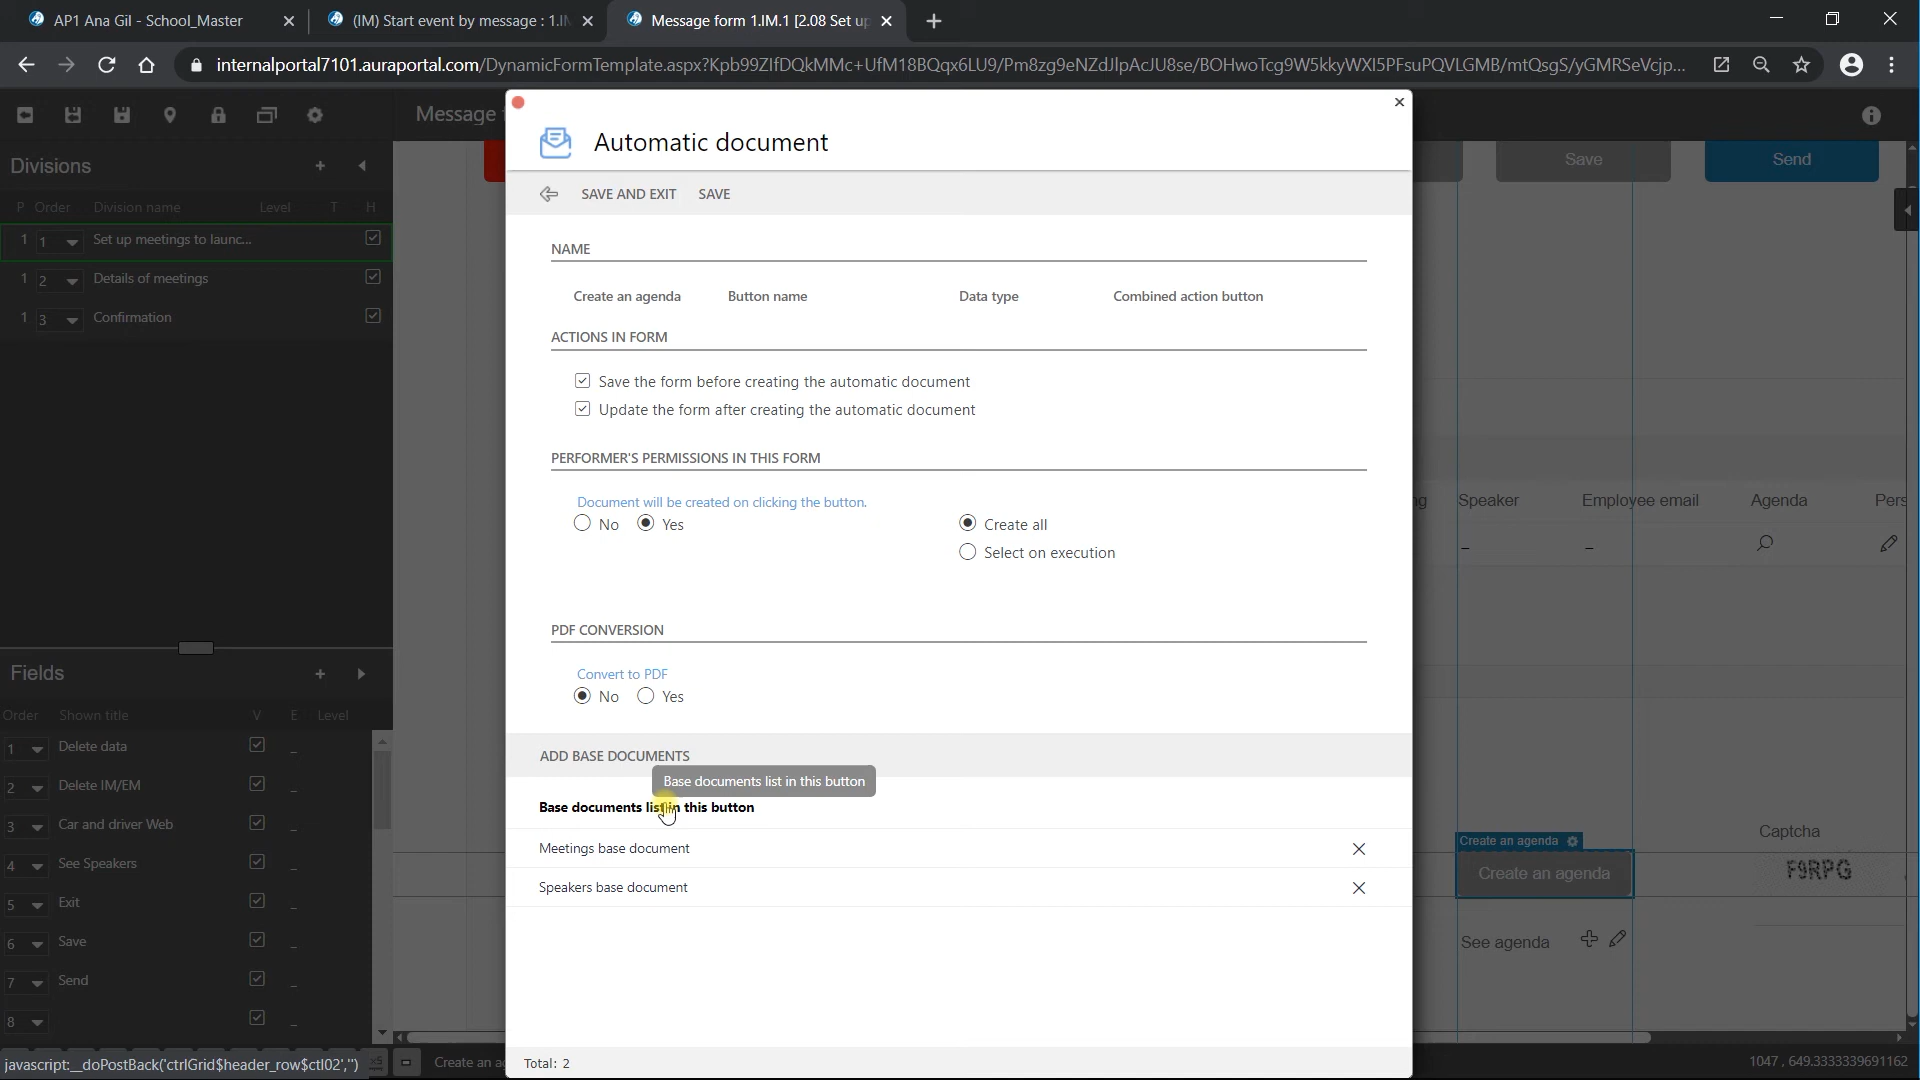 AP1 Ana Gil - School_Master
(IM) Start event by message : 1.IM
Message form 1.IM.1 [2.08 Set up
internalportal7101.auraportal.com/DynamicFormTemplate.aspx?Kpb99ZlfDQkMMc+UfM18BQqx6LU9/Pm8zg9eNZdJlpAcJU8se/BOHwoTcg9W5kkyWXI5PFsuPQVLGMB/mtQsgS/yGMRSeVcjp...
Message
Divisions
P Order Division name Level T H
1 1 Set up meetings to launc...
1 2 Details of meetings
1 3 Confirmation
Fields
Order Shown title V E Level
1 Delete data _
2 Delete IM/EM _
3 Car and driver Web _
4 See Speakers _
5 Exit _
6 Save _
7 Send _
8 _
javascript:__doPostBack('ctrlGrid$header_row$ctl02','')
Create an ag
Automatic document
SAVE AND EXIT SAVE
NAME
Create an agenda Button name Data type Combined action button
ACTIONS IN FORM
Save the form before creating the automatic document
Update the form after creating the automatic document
PERFORMER'S PERMISSIONS IN THIS FORM
Document will be created on clicking the button.
No Yes Create all
Select on execution
PDF CONVERSION
Convert to PDF
No Yes
ADD BASE DOCUMENTS
Base documents list in this button
Base documents list in this button
Meetings base document
Speakers base document
Total: 2
Save Send
ng Speaker Employee email Agenda Pers
_ _
Captcha
Create an agenda
Create an agenda
F9RPG
See agenda
1047 , 649.3333339691162